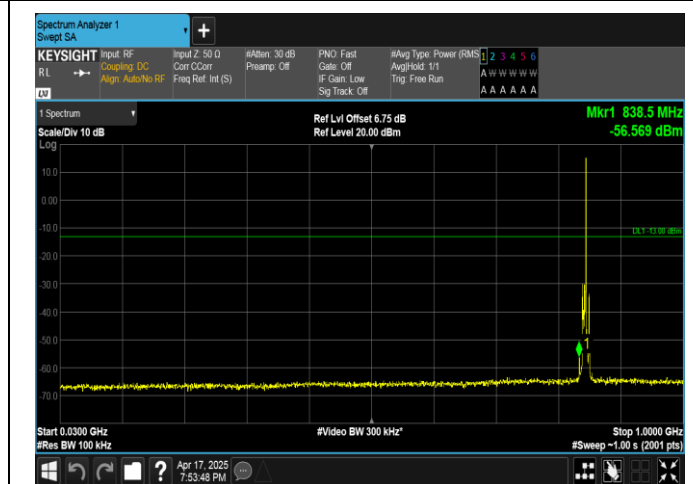 Spectrum Analyzer 1
Swept SA
+
KEYSIGHT Input: RF Input Z: 50 Ω #Atten: 30 dB PNO: Fast #Avg Type: Power (RMS 1 2 3 4 5 6
RL Coupling: DC Corr CCorr Preamp: Off Gate: Off Avg|Hold: 1/1 A W W W W W
Align: Auto/No RF Freq Ref: Int (S) IF Gain: Low Trig: Free Run
LXI Sig Track: Off A A A A A A
1 Spectrum Ref Lvl Offset 6.75 dB Mkr1 838.5 MHz
Scale/Div 10 dB Ref Level 20.00 dBm -56.569 dBm
Log
10.0
0.00
-10.0
DL1 -13.00 dBm
-20.0
-30.0
-40.0
-50.0
1
-60.0
-70.0
Start 0.0300 GHz #Video BW 300 kHz* Stop 1.0000 GHz
#Res BW 100 kHz #Sweep ~1.00 s (2001 pts)
? Apr 17, 2025
7:53:48 PM